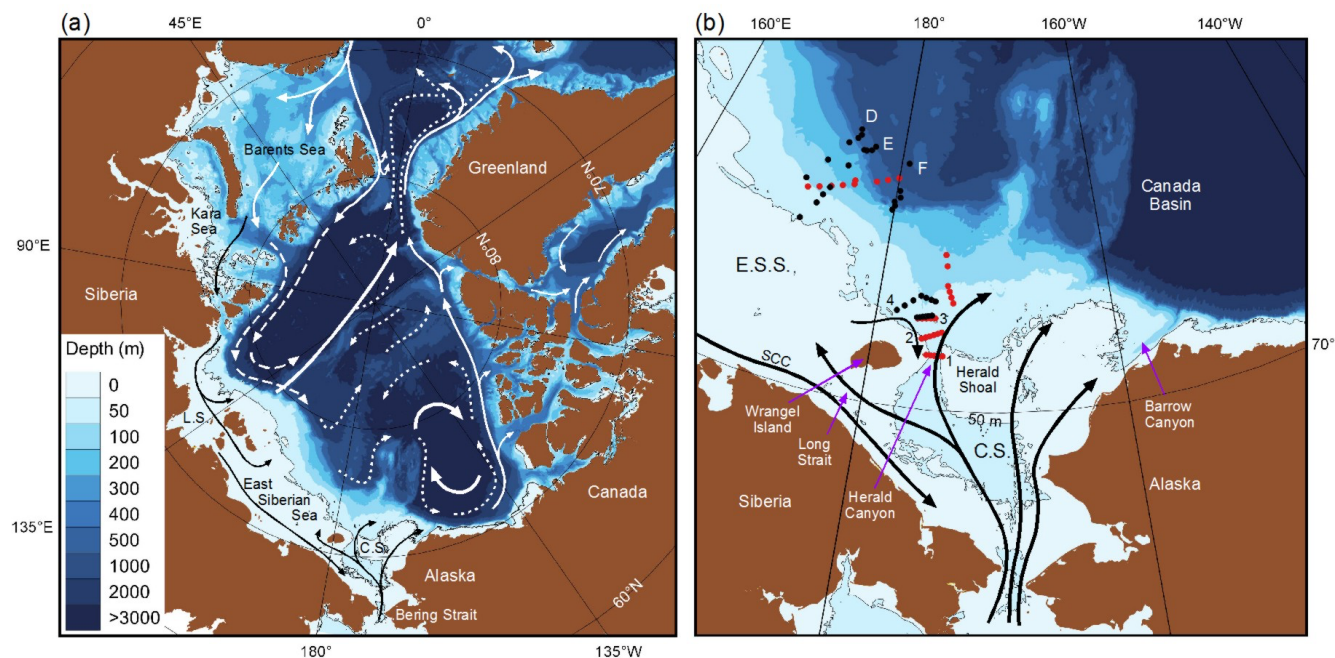 (a)
45°E
0°
Barents Sea
Greenland
70°N
Kara
Sea
80°N
90°E
Siberia
Depth (m)
0
50
100
200
300
400
500
1000
2000
>3000
L.S.
East
Siberian
Sea
C.S.
Canada
135°E
Alaska
60°N
Bering Strait
180°
135°W
(b)
160°E
180°
160°W
140°W
D
E
F
Canada
Basin
E.S.S.
4
3
2
1
SCC
Herald
Shoal
70°
Wrangel
Island
Long
Strait
50 m
C.S.
Barrow
Canyon
Siberia
Herald
Canyon
Alaska